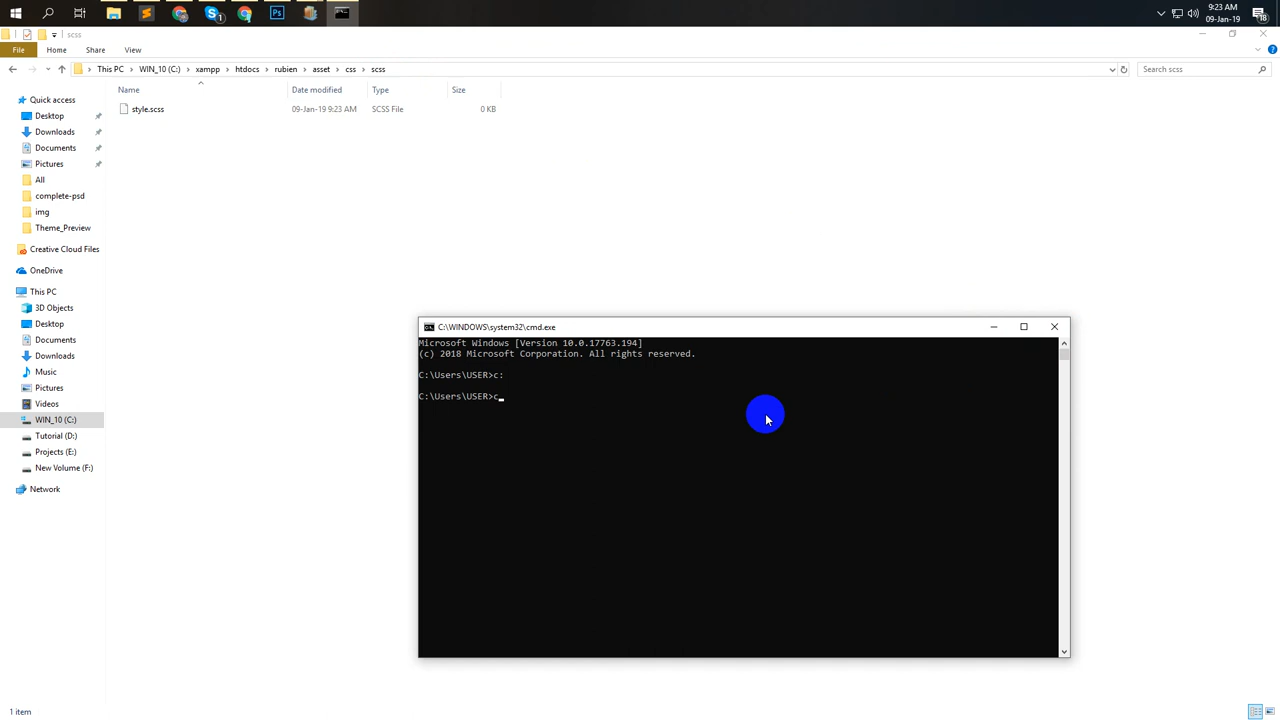 9:23 AM
09-Jan-19
18
1
scss
File Home Share View
This PC WIN_10 (C:) xampp htdocs rubien asset css scss
Search scss
Name Date modified Type Size
style.scss 09-Jan-19 9:23 AM SCSS File 0 KB
Quick access
Desktop
Downloads
Documents
Pictures
All
complete-psd
img
Theme_Preview
Creative Cloud Files
OneDrive
This PC
3D Objects
Desktop
Documents
Downloads
Music
Pictures
Videos
WIN_10 (C:)
Tutorial (D:)
Projects (E:)
New Volume (F:)
Network
C:\WINDOWS\system32\cmd.exe
Microsoft Windows [Version 10.0.17763.194]
(c) 2018 Microsoft Corporation. All rights reserved.
C:\Users\USER>c:
C:\Users\USER>c_
1 item